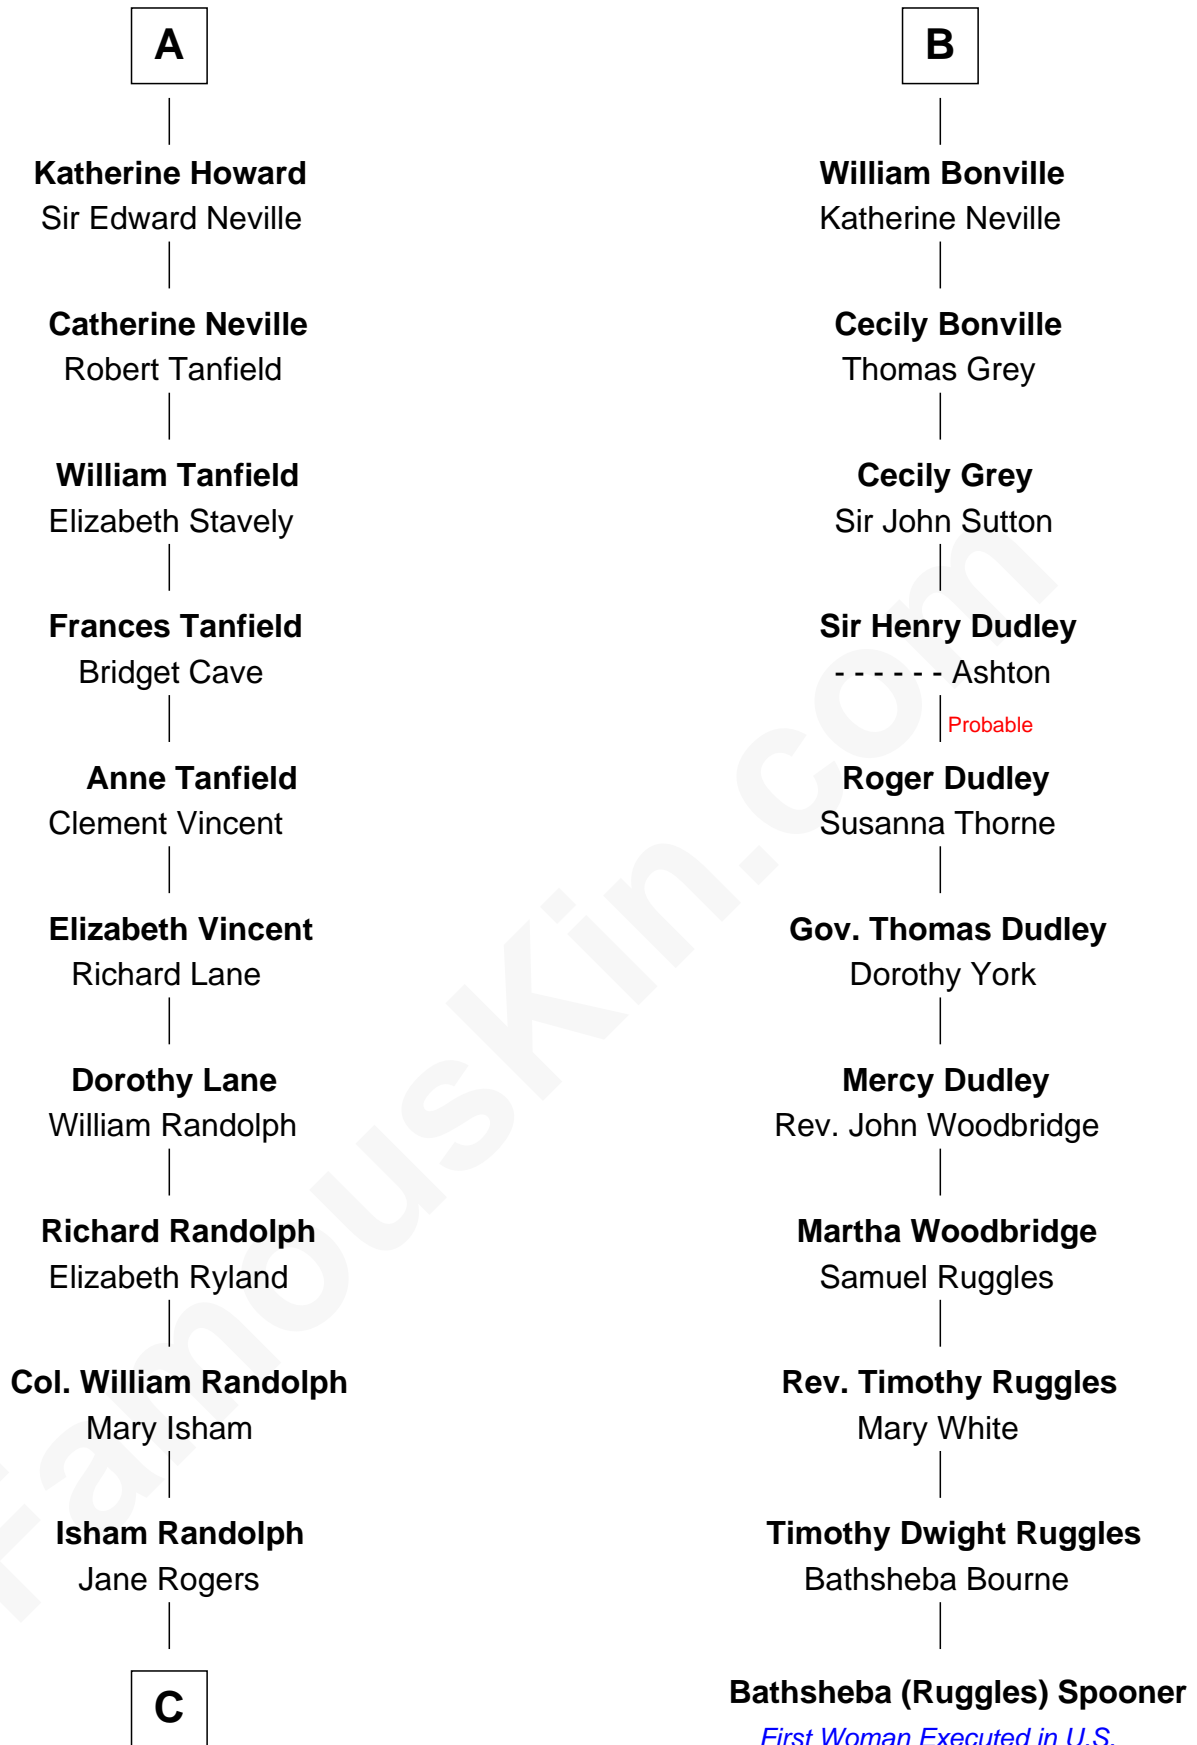 A
Katherine Howard
Sir Edward Neville
Catherine Neville
Robert Tanfield
William Tanfield
Elizabeth Stavely
Frances Tanfield
Bridget Cave
Anne Tanfield
Clement Vincent
Elizabeth Vincent
Richard Lane
Dorothy Lane
William Randolph
Richard Randolph
Elizabeth Ryland
Col. William Randolph
Mary Isham
Isham Randolph
Jane Rogers
C
B
William Bonville
Katherine Neville
Cecily Bonville
Thomas Grey
Cecily Grey
Sir John Sutton
Sir Henry Dudley
- - - - - - Ashton
Probable
Roger Dudley
Susanna Thorne
Gov. Thomas Dudley
Dorothy York
Mercy Dudley
Rev. John Woodbridge
Martha Woodbridge
Samuel Ruggles
Rev. Timothy Ruggles
Mary White
Timothy Dwight Ruggles
Bathsheba Bourne
Bathsheba (Ruggles) Spooner
First Woman Executed in U.S.
FamousKin.com